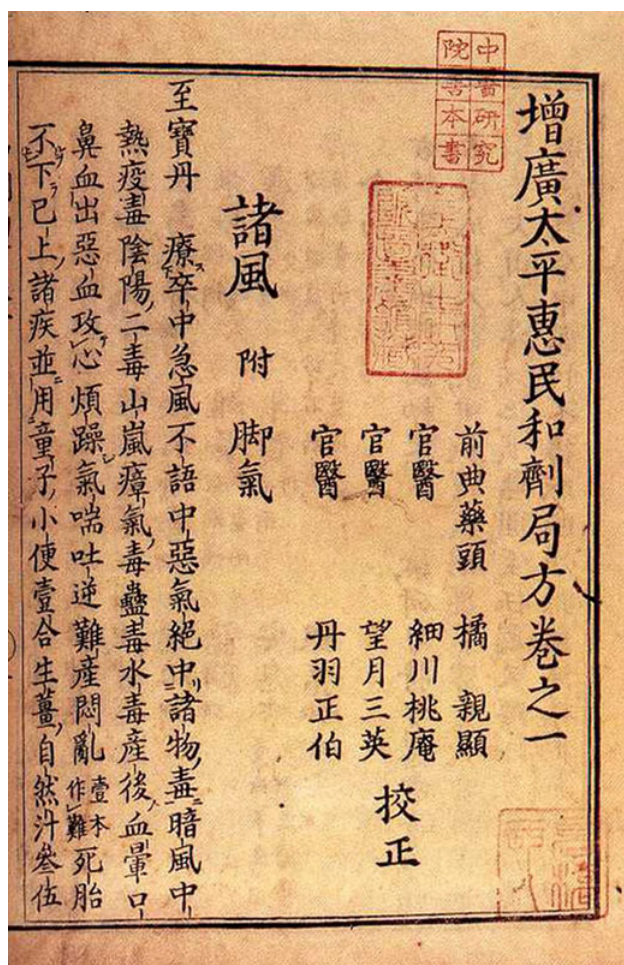 增廣太平惠民和劑局方卷之一
前典藥頭 橘親顯
官醫 細川桃庵
官醫 望月三英
官醫 丹羽正伯
校正
諸風 附 脚氣
至寶丹 療卒中急風不語中惡氣絕中諸物毒暗風中
熱疫毒陰陽二毒山嵐瘴氣毒蠱毒水毒產後血暈口
鼻血出惡血攻心煩躁氣喘吐逆難產悶亂壹本作難死胎
不下已上諸疾並用童子小便壹合生薑自然汁叄伍
中醫研究
院善本書